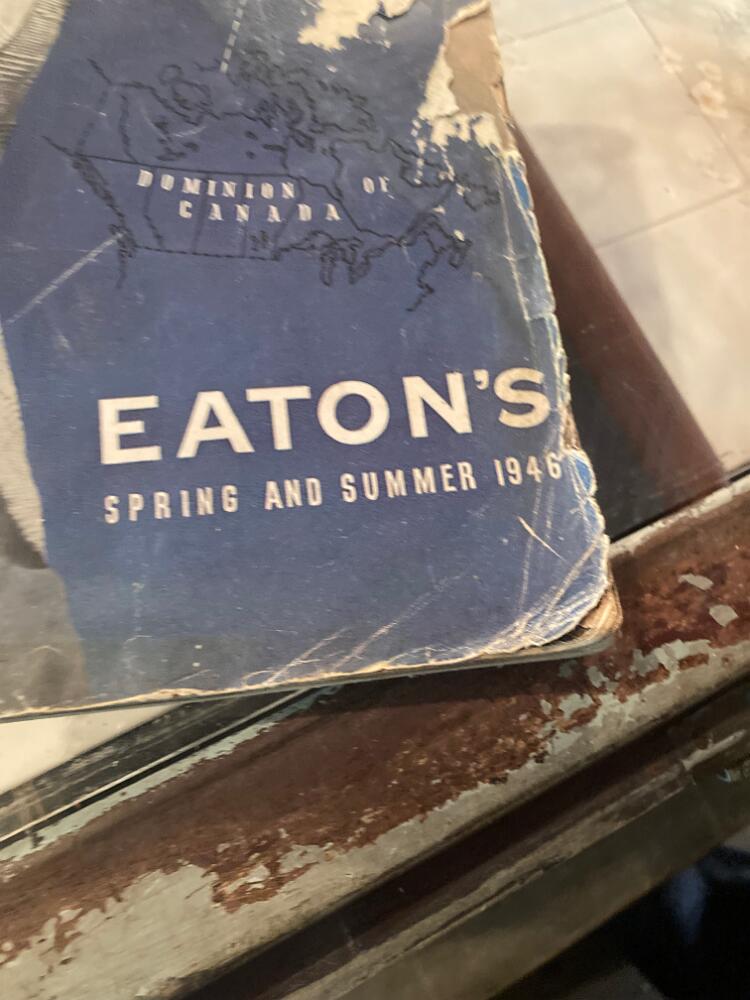 DOMINION OF
CANADA
EATON'S
SPRING AND SUMMER 1946